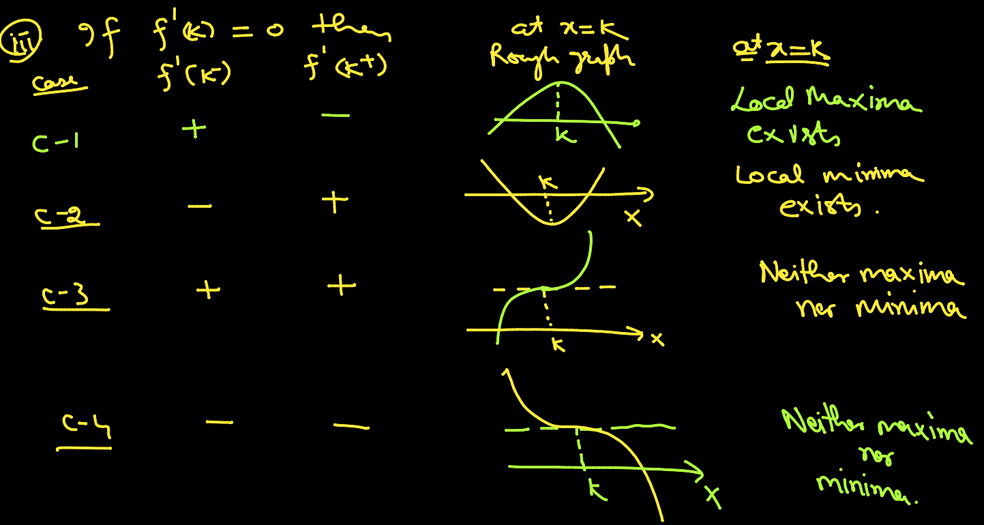 iii) If f'(k) = 0 then
case f'(k⁻) f'(k⁺) at x=k Rough graph at x=k
C-1 + − k Local Maxima exists
C-2 − + k x Local minima exists.
C-3 + + k x Neither maxima nor minima
C-4 − − k x Neither maxima nor minima.